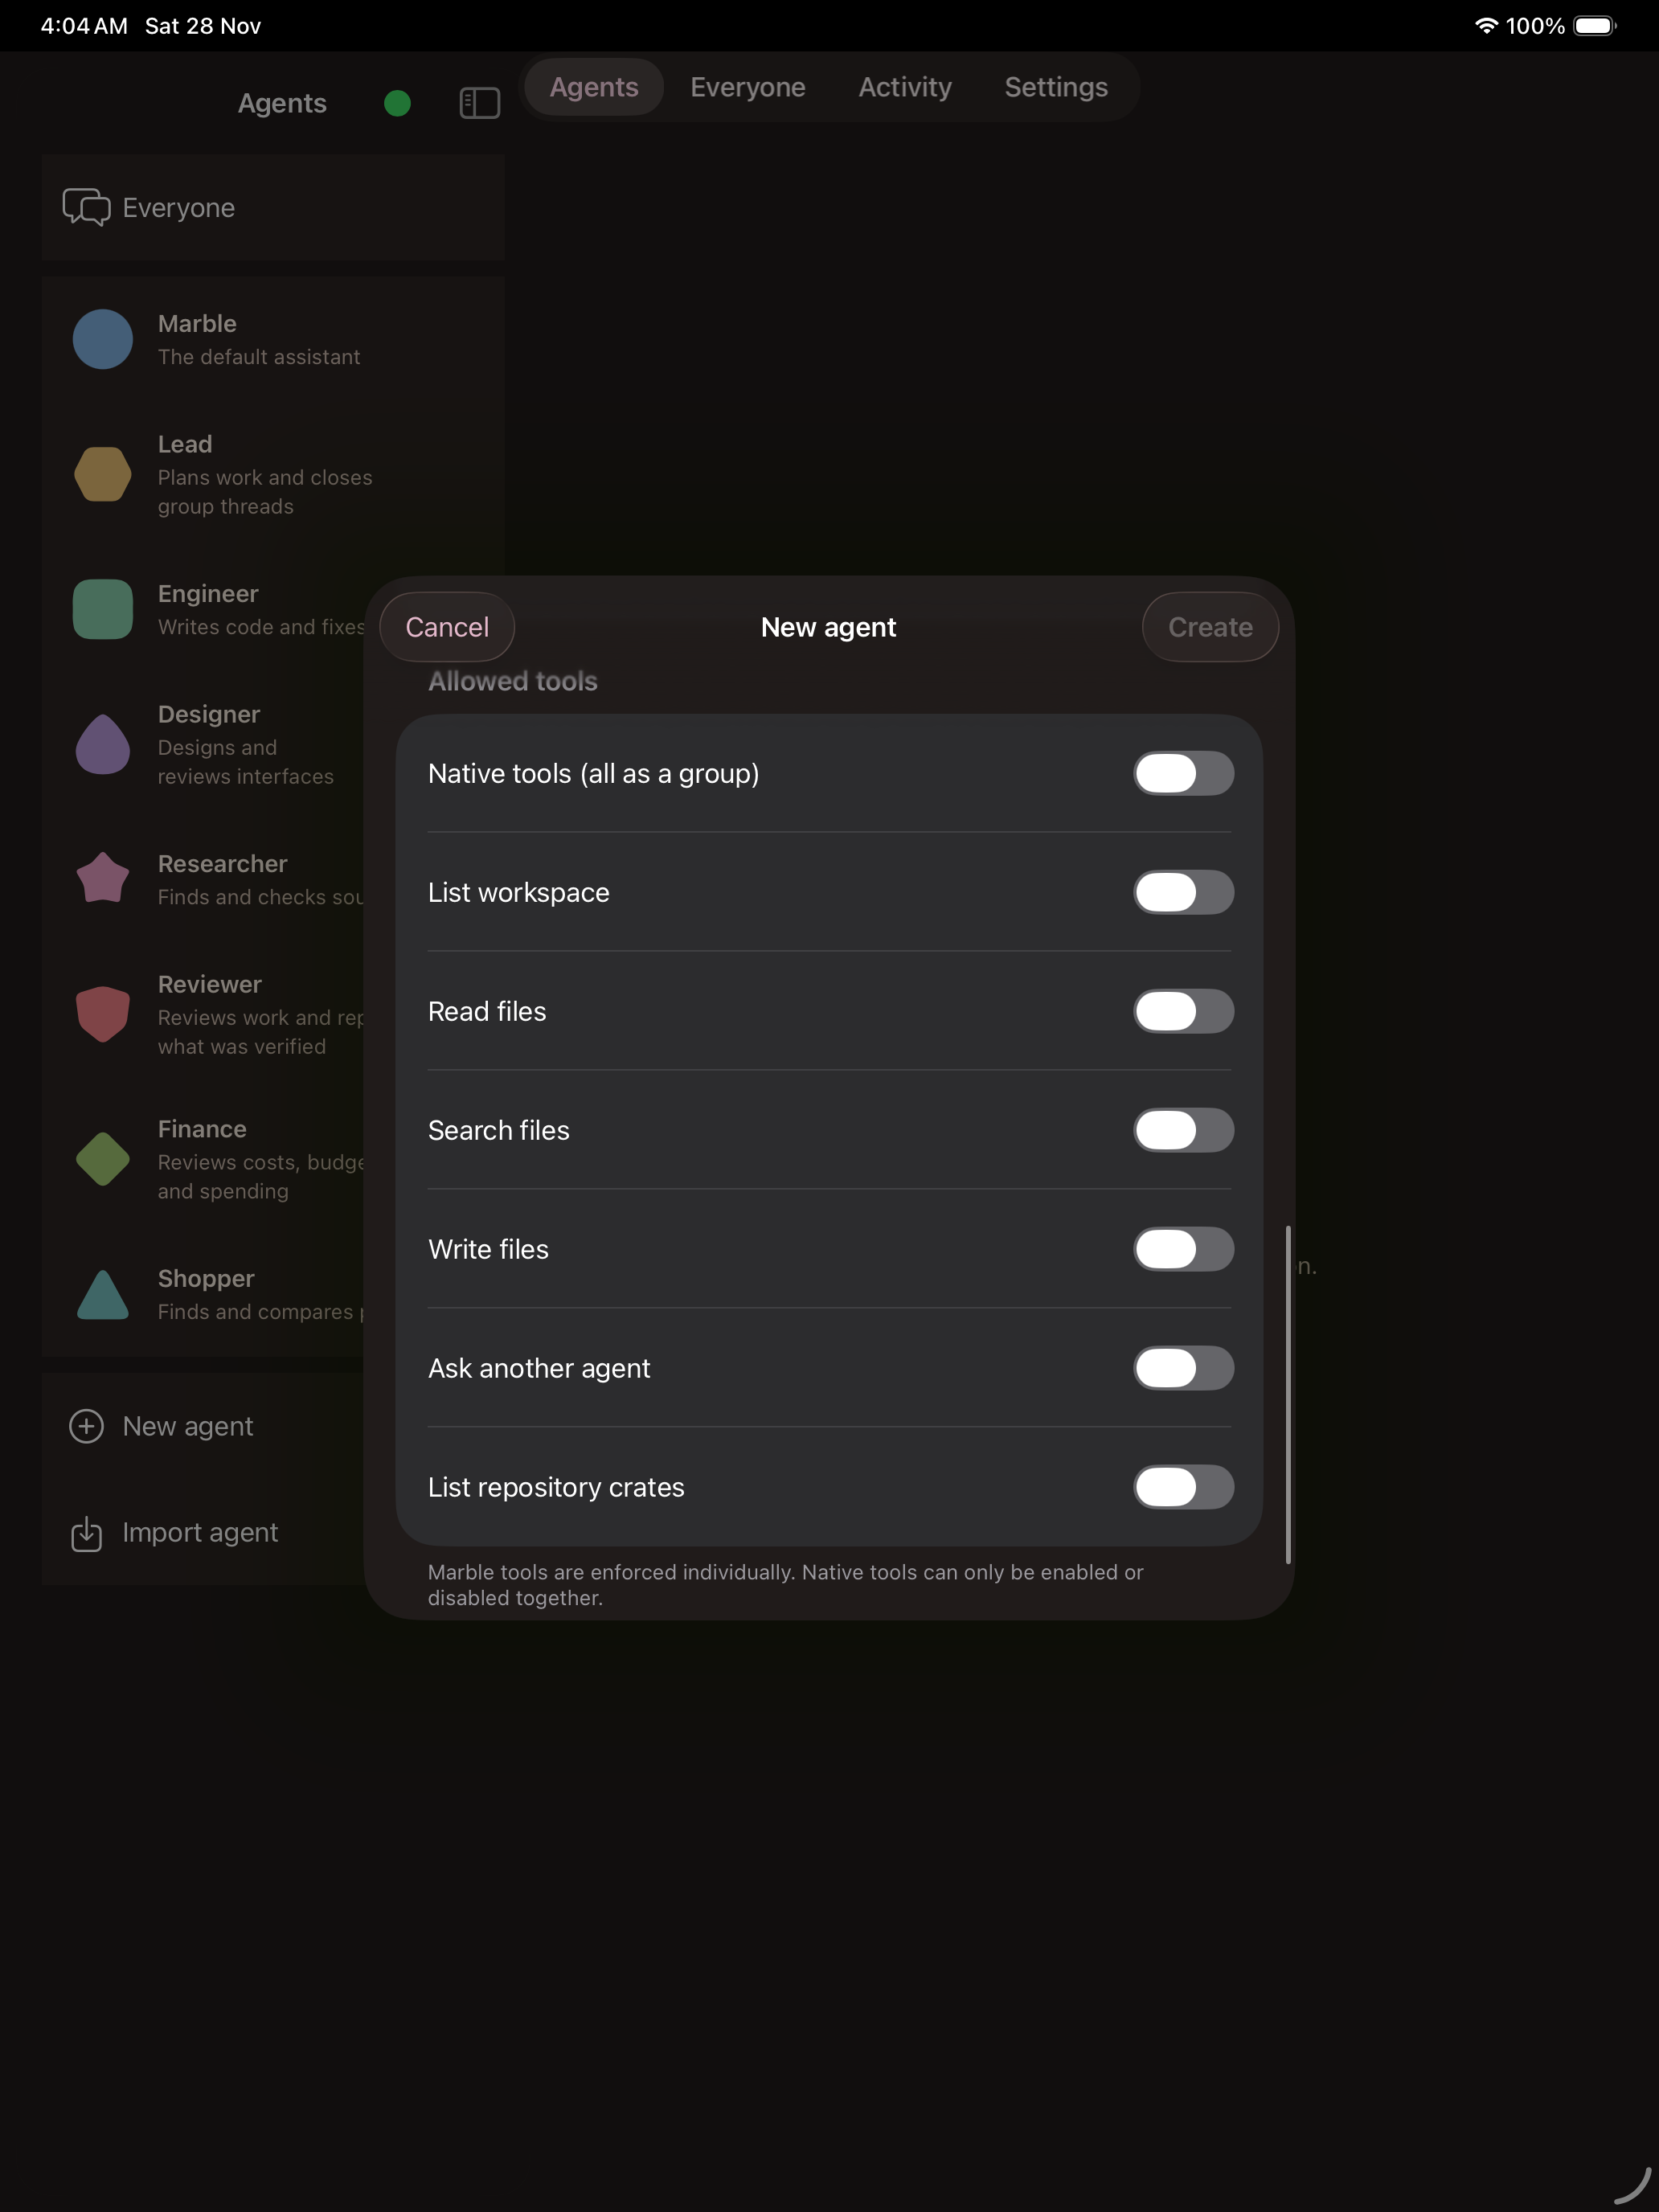 4:04 AM Sat 28 Nov
100%
Agents
Agents
Everyone
Activity
Settings
Everyone
Marble
The default assistant
Lead
Plans work and closes
group threads
Engineer
Writes code and fixes
Designer
Designs and
reviews interfaces
Researcher
Finds and checks
Reviewer
Reviews work and
what was verified
Finance
Reviews costs,
and spending
Shopper
Finds and compares
New agent
Import agent
Cancel
New agent
Create
Allowed tools
Native tools (all as a group)
List workspace
Read files
Search files
Write files
Ask another agent
List repository crates
Marble tools are enforced individually. Native tools can only be enabled or
disabled together.